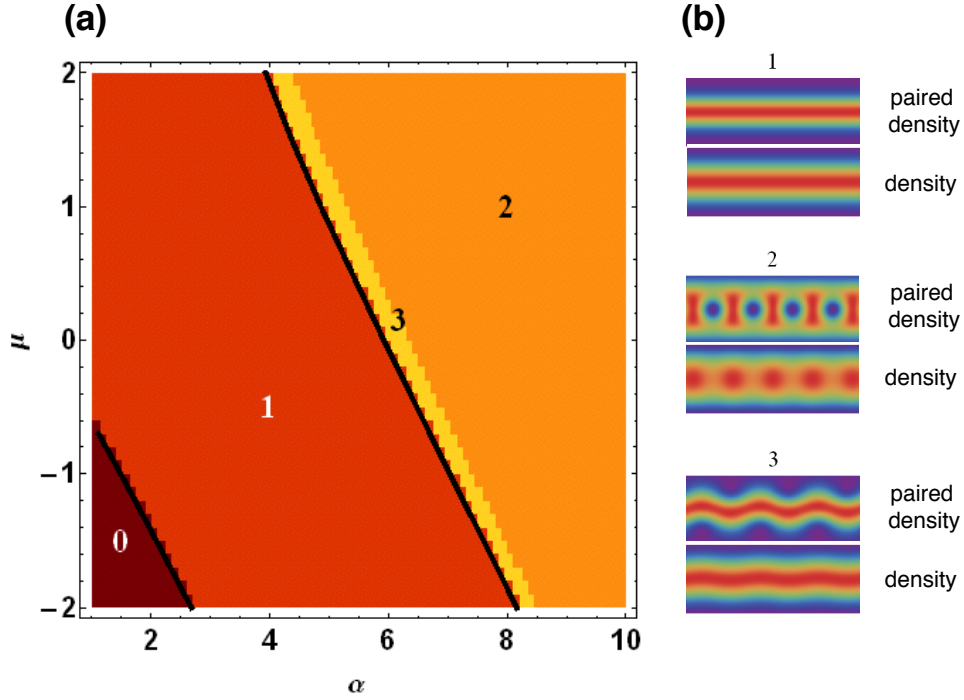 (a)
2
1
0
−1
−2
μ
2
4
6
8
10
α
0
1
2
3
(b)
1
paired
density
density
2
paired
density
density
3
paired
density
density